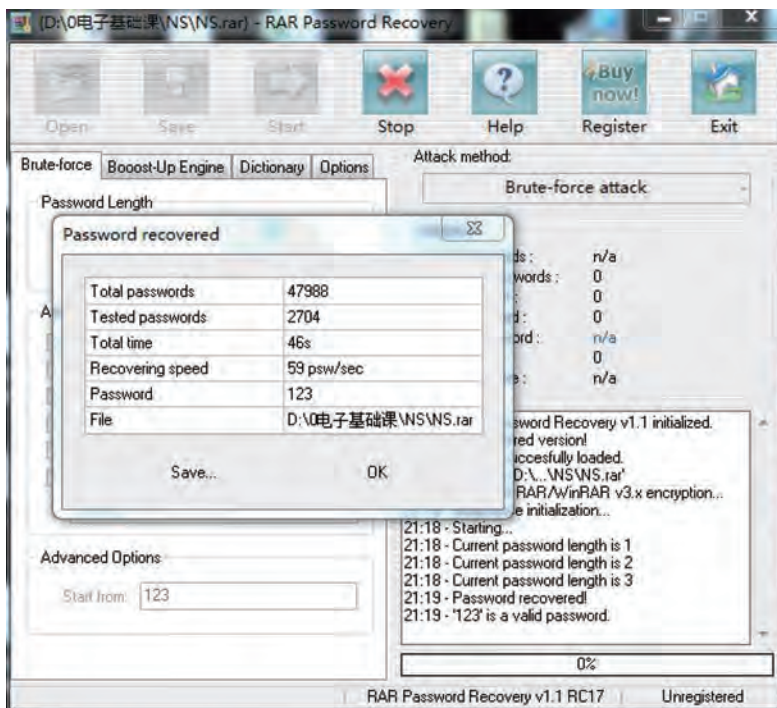 (D:\0电子基础课\NS\NS.rar) - RAR Password Recovery
Open Save Start Stop Help Buy now! Register Exit
Brute-force Booost-Up Engine Dictionary Options
Attack method:
Brute-force attack
Password Length
Password recovered
Total passwords 47988
Tested passwords 2704
Total time 46s
Recovering speed 59 psw/sec
Password 123
File D:\0电子基础课\NS\NS.rar
Save... OK
ds : n/a
words : 0
: 0
d : 0
ord : n/a
0
e : n/a
sword Recovery v1.1 initialized.
red version!
ccesfully loaded.
D:\...\NS\NS.rar'
RAR/WinRAR v3.x encryption...
e initialization...
21:18 - Starting...
21:18 - Current password length is 1
21:18 - Current password length is 2
21:18 - Current password length is 3
21:19 - Password recovered!
21:19 - '123' is a valid password.
Advanced Options
Start from: 123
0%
RAR Password Recovery v1.1 RC17 Unregistered